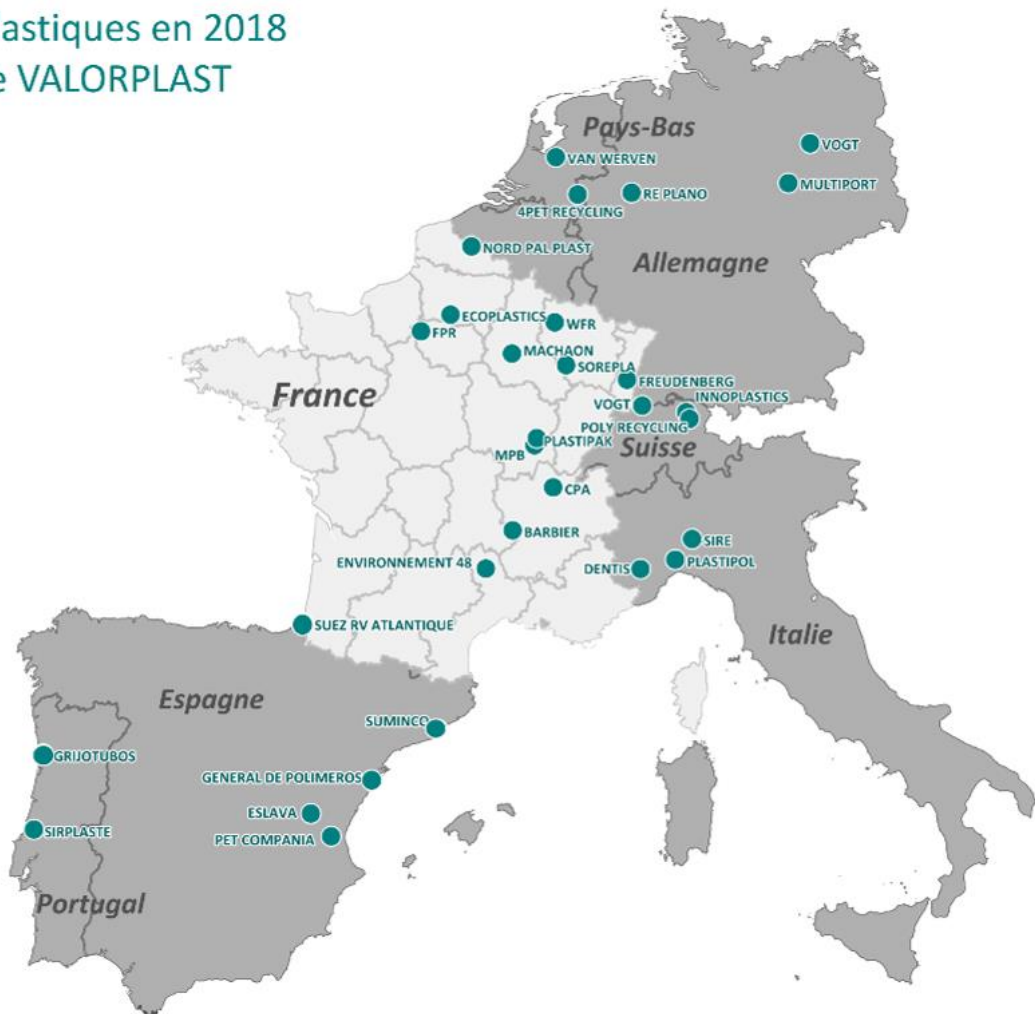 lastiques en 2018
e VALORPLAST
Pays-Bas
VOGT
VAN WERVEN
MULTIPORT
RE PLANO
4PET RECYCLING
NORD PAL PLAST
Allemagne
ECOPLASTICS
WFR
FPR
MACHAON
SOREPLA
FREUDENBERG
France
INNOPLASTICS
VOGT
POLY RECYCLING
PLASTIPAK
Suisse
MPB
CPA
BARBIER
SIRE
ENVIRONNEMENT 48
DENTIS
PLASTIPOL
SUEZ RV ATLANTIQUE
Italie
Espagne
SUMINCO
GRIJOTUBOS
GENERAL DE POLIMEROS
ESLAVA
SIRPLASTE
PET COMPANIA
Portugal